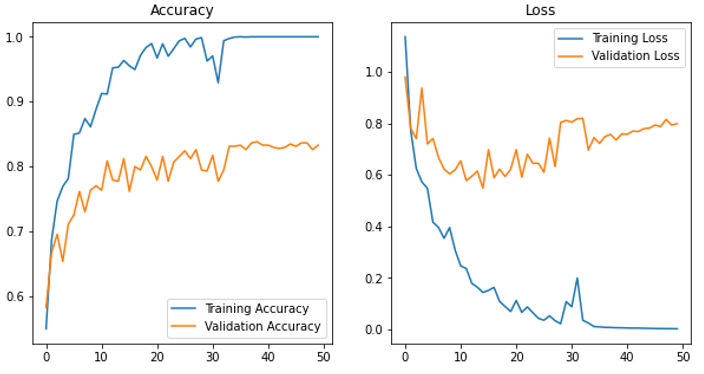 Accuracy
1.0
0.9
0.8
0.7
0.6
0 10 20 30 40 50
Training Accuracy
Validation Accuracy
Loss
1.0
0.8
0.6
0.4
0.2
0.0
0 10 20 30 40 50
Training Loss
Validation Loss